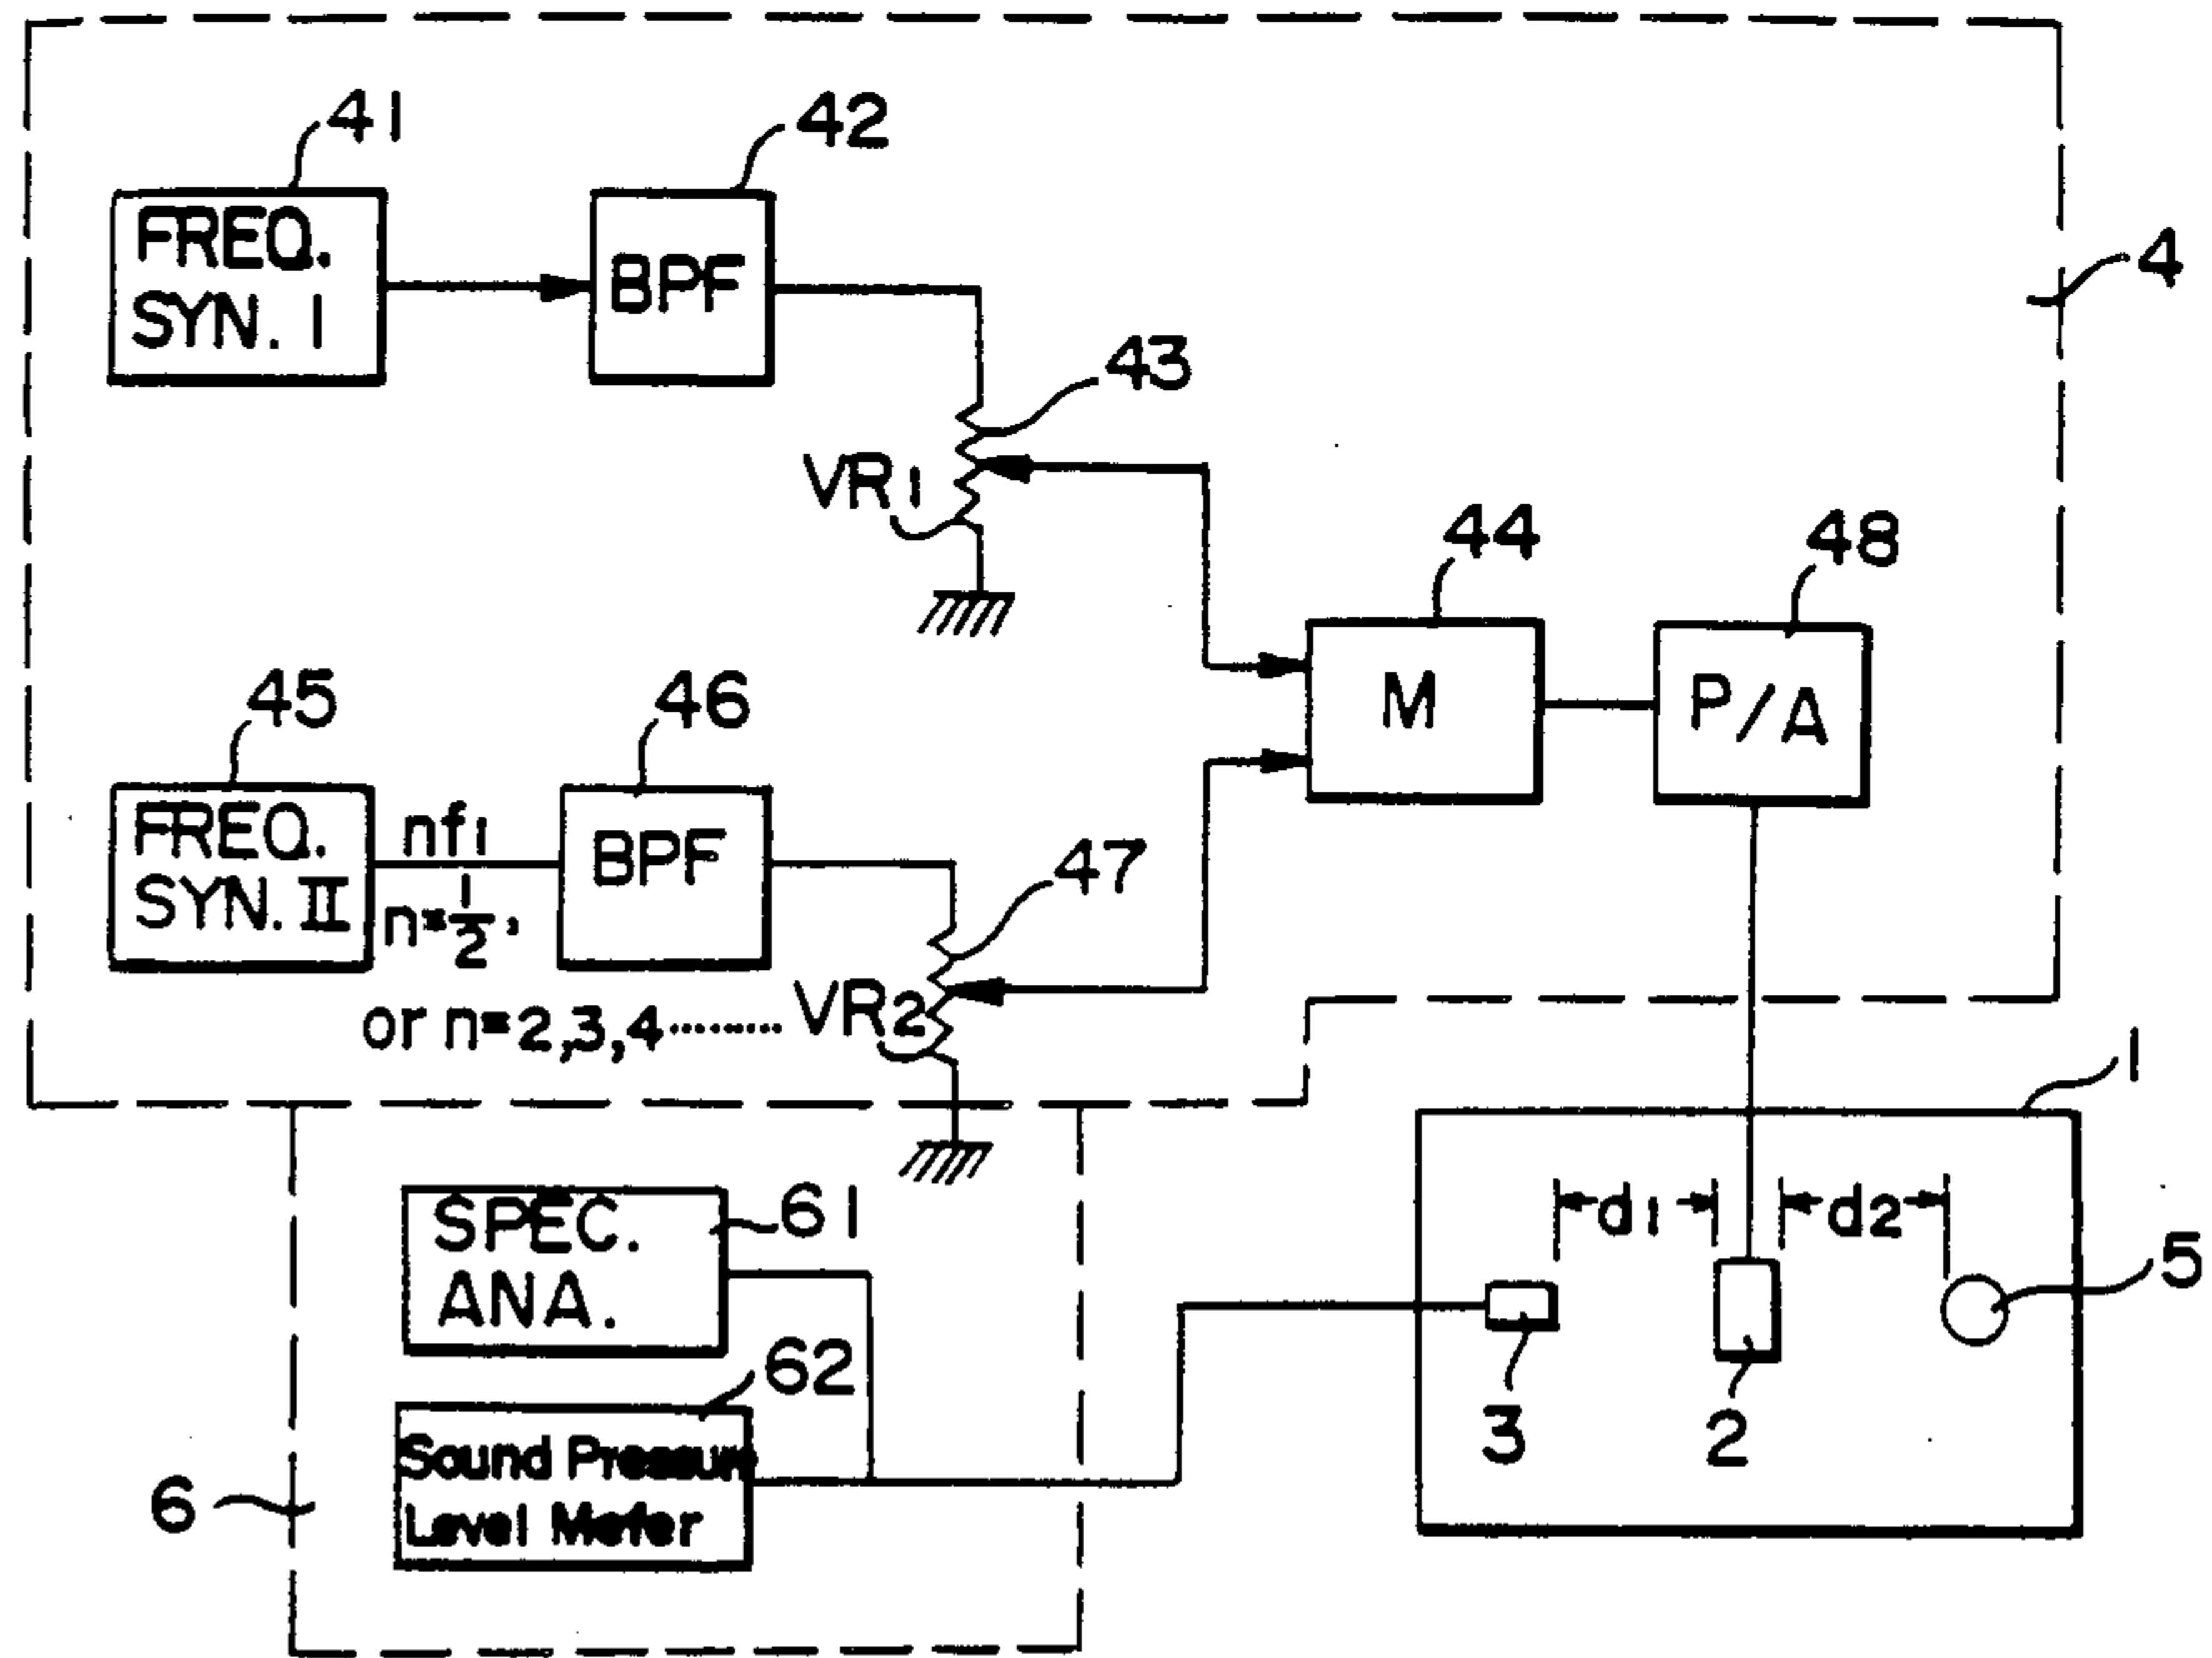 41
42
FREQ.
SYN. I
BPF
4
43
VR1
44
48
M
P/A
45
46
FREQ.
SYN. II
nf1
n=1/2,
or n=2,3,4.........
BPF
47
VR2
1
SPEC.
ANA.
61
d1
d2
5
62
Sound Pressure
Level Meter
3
2
6